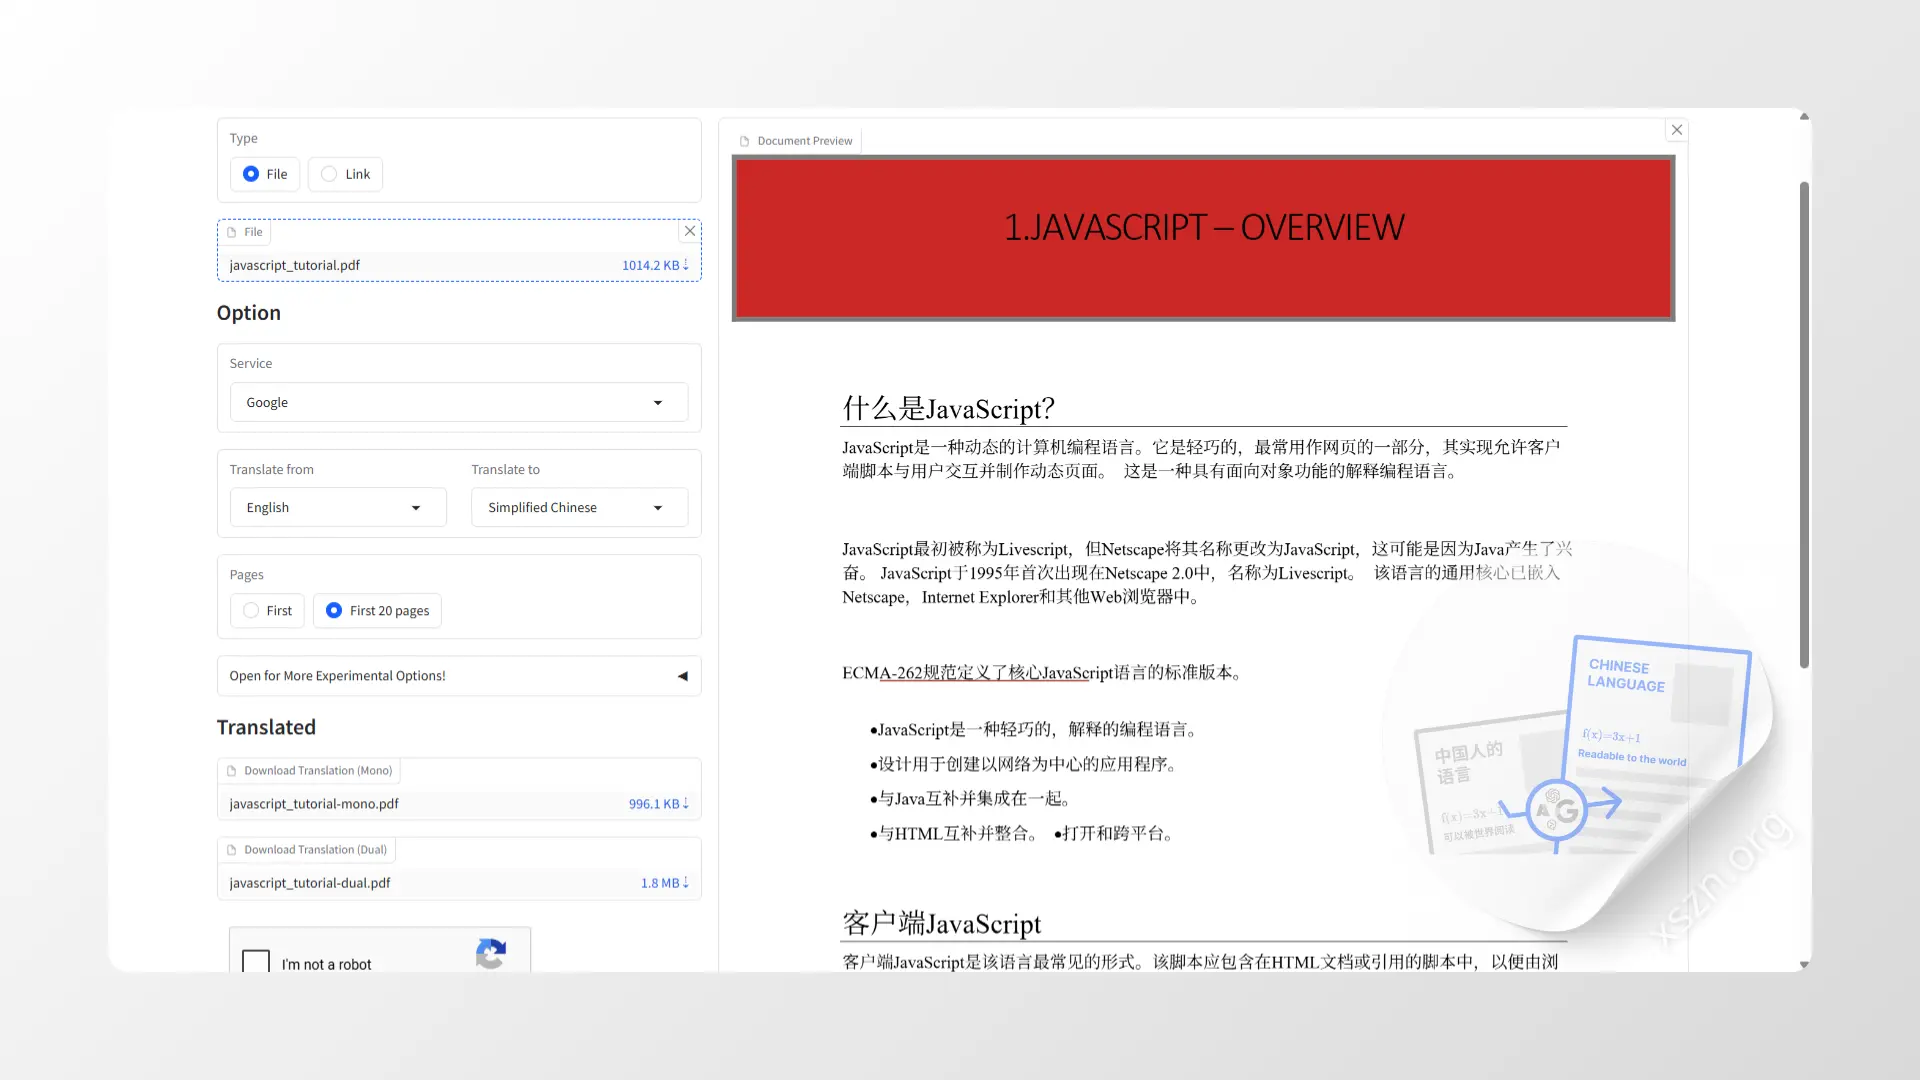 Type
File
Link
File
javascript_tutorial.pdf
1014.2 KB↓
Option
Service
Google
Translate from
Translate to
English
Simplified Chinese
Pages
First
First 20 pages
Open for More Experimental Options!
Translated
Download Translation (Mono)
javascript_tutorial-mono.pdf
996.1 KB↓
Download Translation (Dual)
javascript_tutorial-dual.pdf
1.8 MB↓
I'm not a robot
Document Preview
1.JAVASCRIPT – OVERVIEW
什么是JavaScript？
JavaScript是一种动态的计算机编程语言。它是轻巧的，最常用作网页的一部分，其实现允许客户
端脚本与用户交互并制作动态页面。 这是一种具有面向对象功能的解释编程语言。
JavaScript最初被称为Livescript，但Netscape将其名称更改为JavaScript，这可能是因为Java产生了兴
奋。 JavaScript于1995年首次出现在Netscape 2.0中，名称为Livescript。 该语言的通用核心已嵌入
Netscape，Internet Explorer和其他Web浏览器中。
ECMA-262规范定义了核心JavaScript语言的标准版本。
•JavaScript是一种轻巧的，解释的编程语言。
•设计用于创建以网络为中心的应用程序。
•与Java互补并集成在一起。
•与HTML互补并整合。 •打开和跨平台。
客户端JavaScript
客户端JavaScript是该语言最常见的形式。该脚本应包含在HTML文档或引用的脚本中，以便由浏
中国人的
语言
f(x)=3x+1
可以被世界阅读
CHINESE
LANGUAGE
f(x)=3x+1
Readable to the world
A G
xszn.org